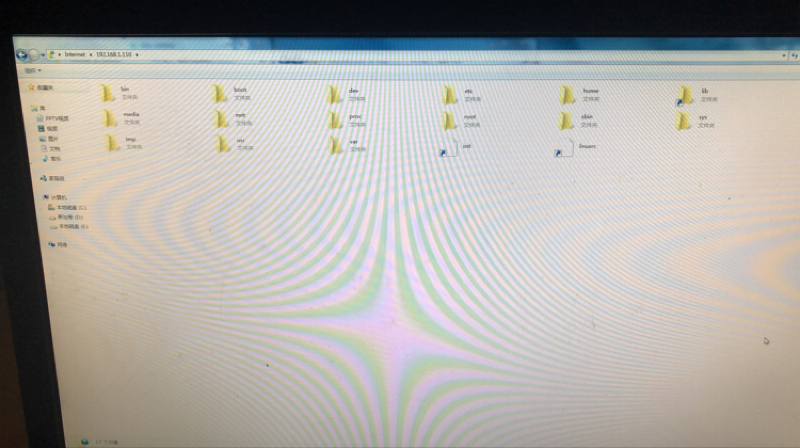 Internet 192.168.1.110
组织
bin boot dev etc home lib
文件夹 文件夹 文件夹 文件夹 文件夹 文件夹
media proc root sbin sys
文件夹 文件夹 文件夹 文件夹 文件夹 文件夹
tmp usr var init linuxrc
文件夹 文件夹 文件夹
收藏夹
库
PPTV视频
视频
图片
文档
音乐
家庭组
计算机
本地磁盘 (C:)
新加卷 (D:)
本地磁盘 (E:)
网络
17 个对象